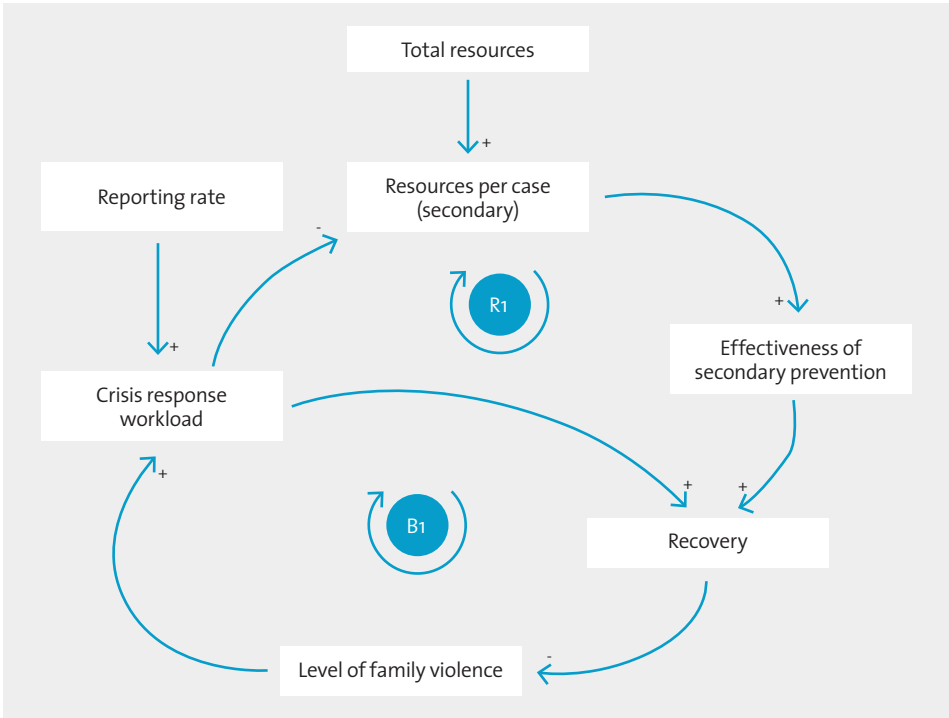 Total resources
+
Reporting rate
Resources per case
(secondary)
-
R1
+
+
Effectiveness of
secondary prevention
Crisis response
workload
+
+
+
B1
Recovery
-
Level of family violence